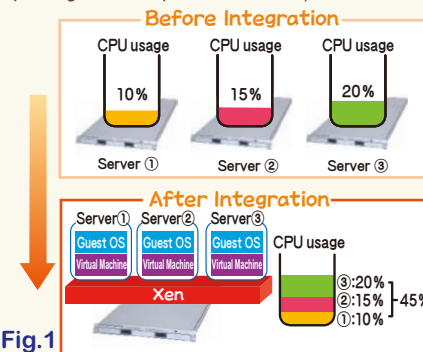 Before Integration
CPU usage CPU usage CPU usage
10% 15% 20%
Server ① Server ② Server ③
After Integration
Server① Server② Server③
Guest OS Guest OS Guest OS CPU usage
Virtual Machine Virtual Machine Virtual Machine
Xen
③:20%
②:15% 45%
①:10%
Fig.1